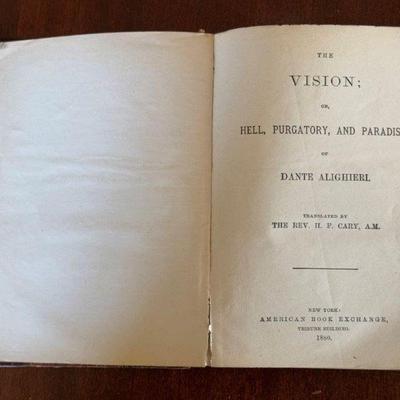 THE
VISION;
OR,
HELL, PURGATORY, AND PARADIS
OF
DANTE ALIGHIERI.
TRANSLATED BY
THE REV. H. F. CARY, A.M.
NEW YORK:
AMERICAN BOOK EXCHANGE,
TRIBUNE BUILDING.
1880.